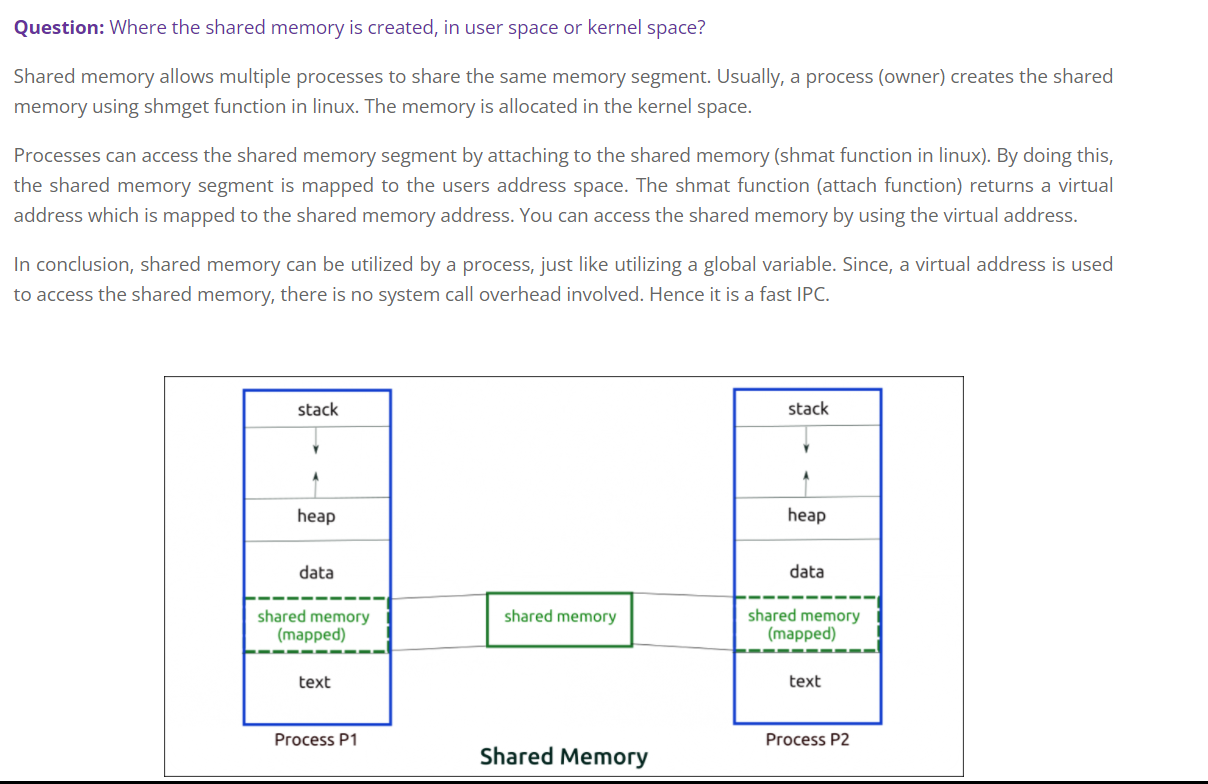 Question: Where the shared memory is created, in user space or kernel space?
Shared memory allows multiple processes to share the same memory segment. Usually, a process (owner) creates the shared
memory using shmget function in linux. The memory is allocated in the kernel space.
Processes can access the shared memory segment by attaching to the shared memory (shmat function in linux). By doing this,
the shared memory segment is mapped to the users address space. The shmat function (attach function) returns a virtual
address which is mapped to the shared memory address. You can access the shared memory by using the virtual address.
In conclusion, shared memory can be utilized by a process, just like utilizing a global variable. Since, a virtual address is used
to access the shared memory, there is no system call overhead involved. Hence it is a fast IPC.
stack
heap
data
shared memory
(mapped)
text
Process P1
shared memory
stack
heap
data
shared memory
(mapped)
text
Process P2
Shared Memory